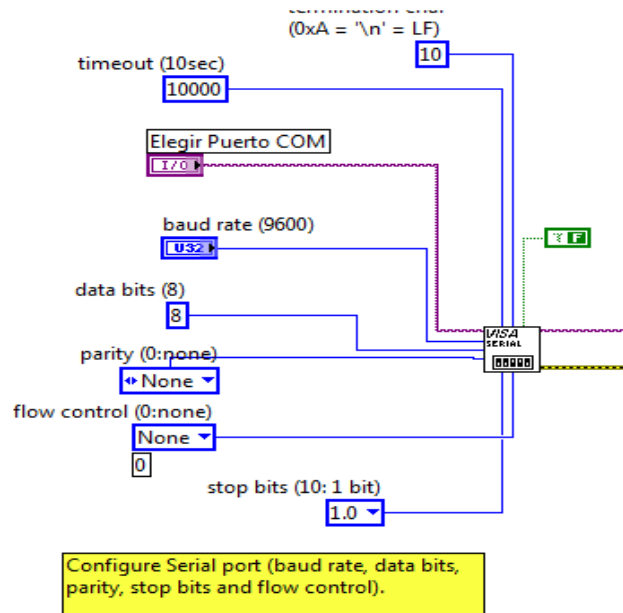 termination char
(0xA = '\n' = LF)
10
timeout (10sec)
10000
Elegir Puerto COM
I/O
baud rate (9600)
U32
data bits (8)
8
parity (0:none)
None
flow control (0:none)
None
0
stop bits (10: 1 bit)
1.0
VISA
SERIAL
F
Configure Serial port (baud rate, data bits,
parity, stop bits and flow control).